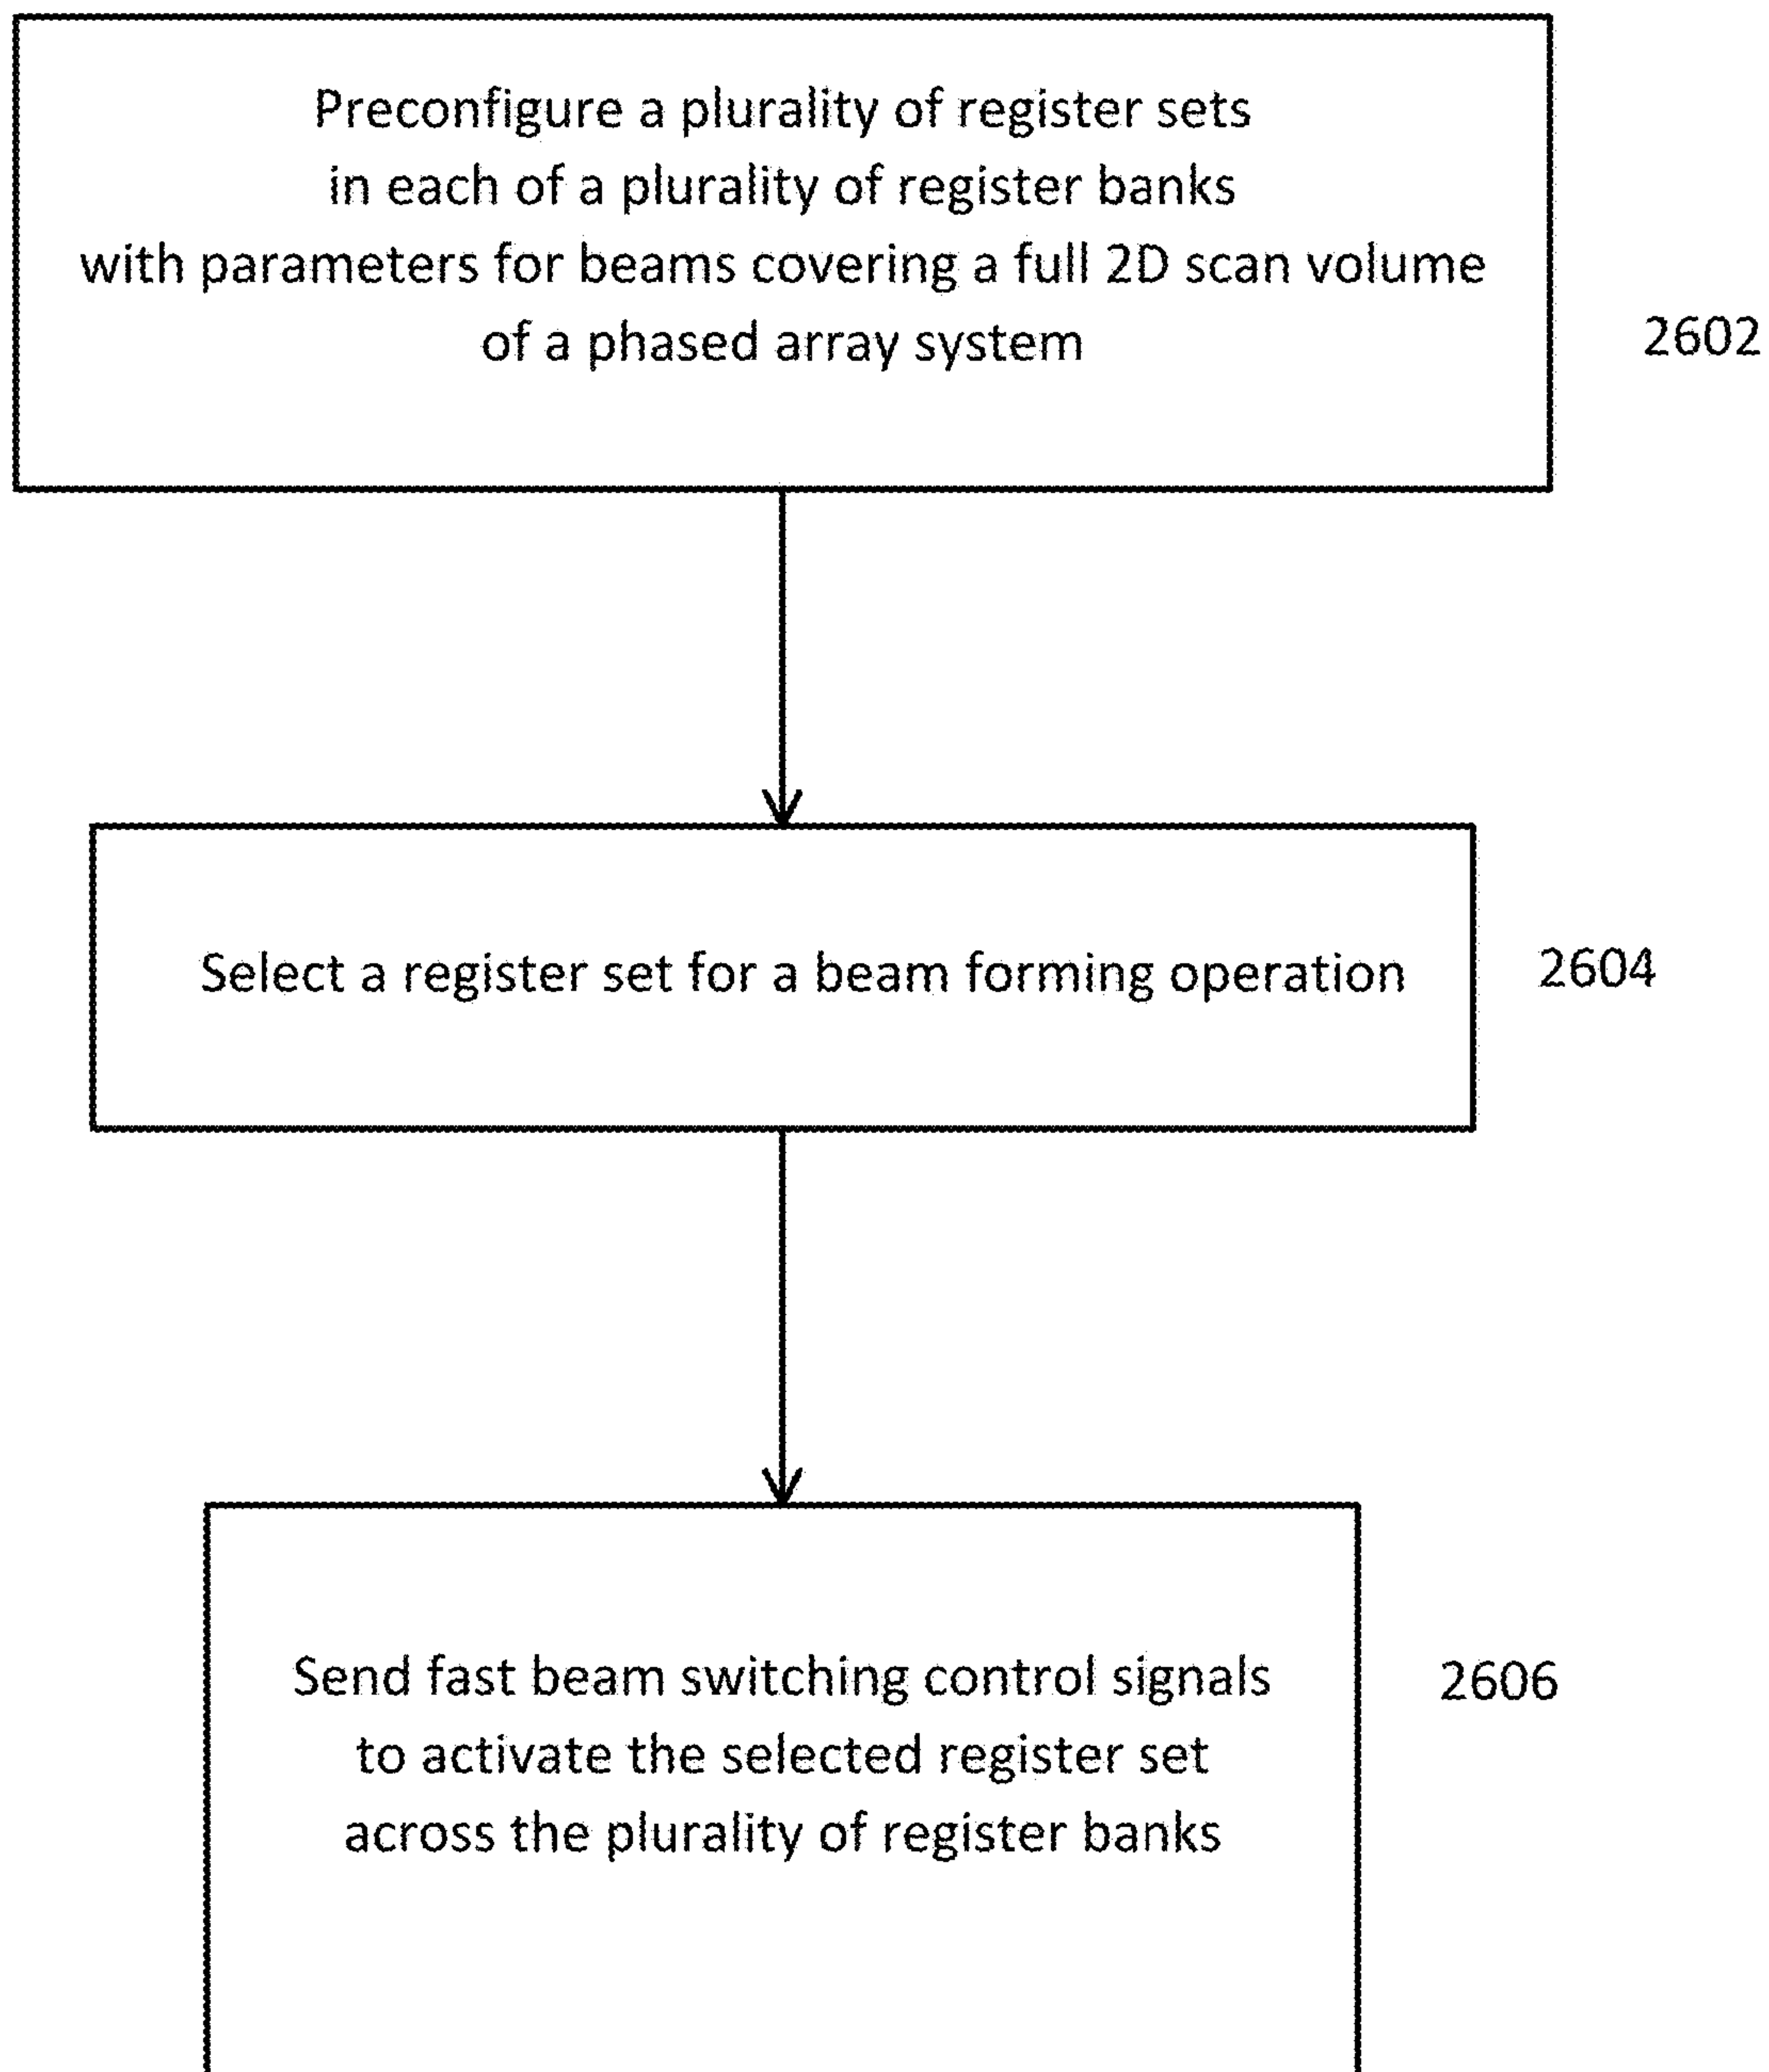 Preconfigure a plurality of register sets
in each of a plurality of register banks
with parameters for beams covering a full 2D scan volume
of a phased array system
2602
Select a register set for a beam forming operation
2604
Send fast beam switching control signals
to activate the selected register set
across the plurality of register banks
2606